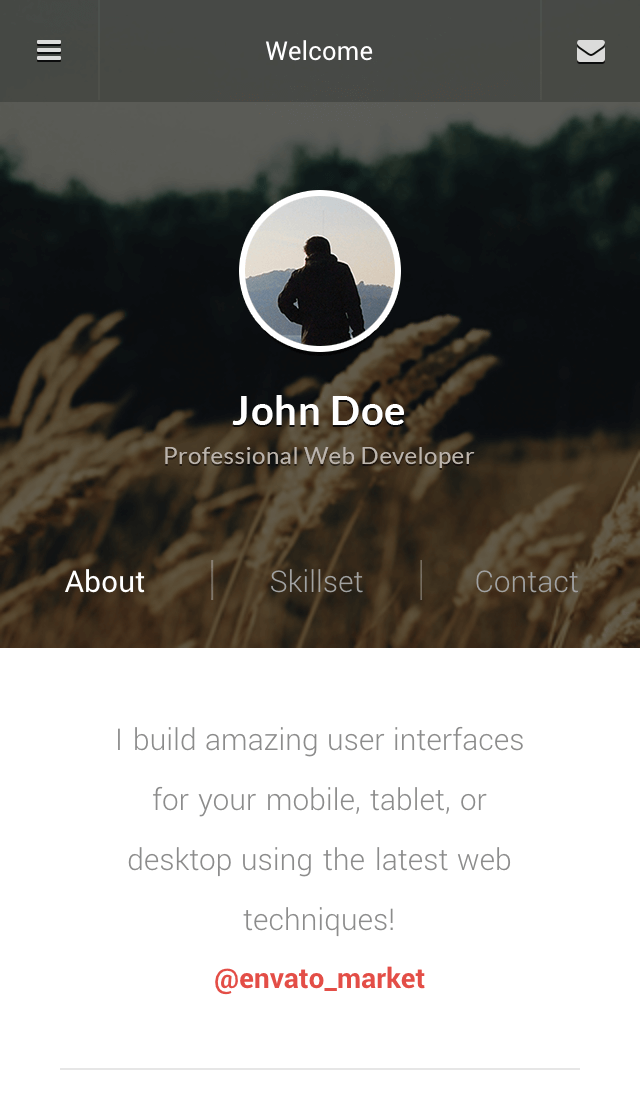 Welcome
John Doe
Professional Web Developer
About
Skillset
Contact
I build amazing user interfaces
for your mobile, tablet, or
desktop using the latest web
techniques!
@envato_market